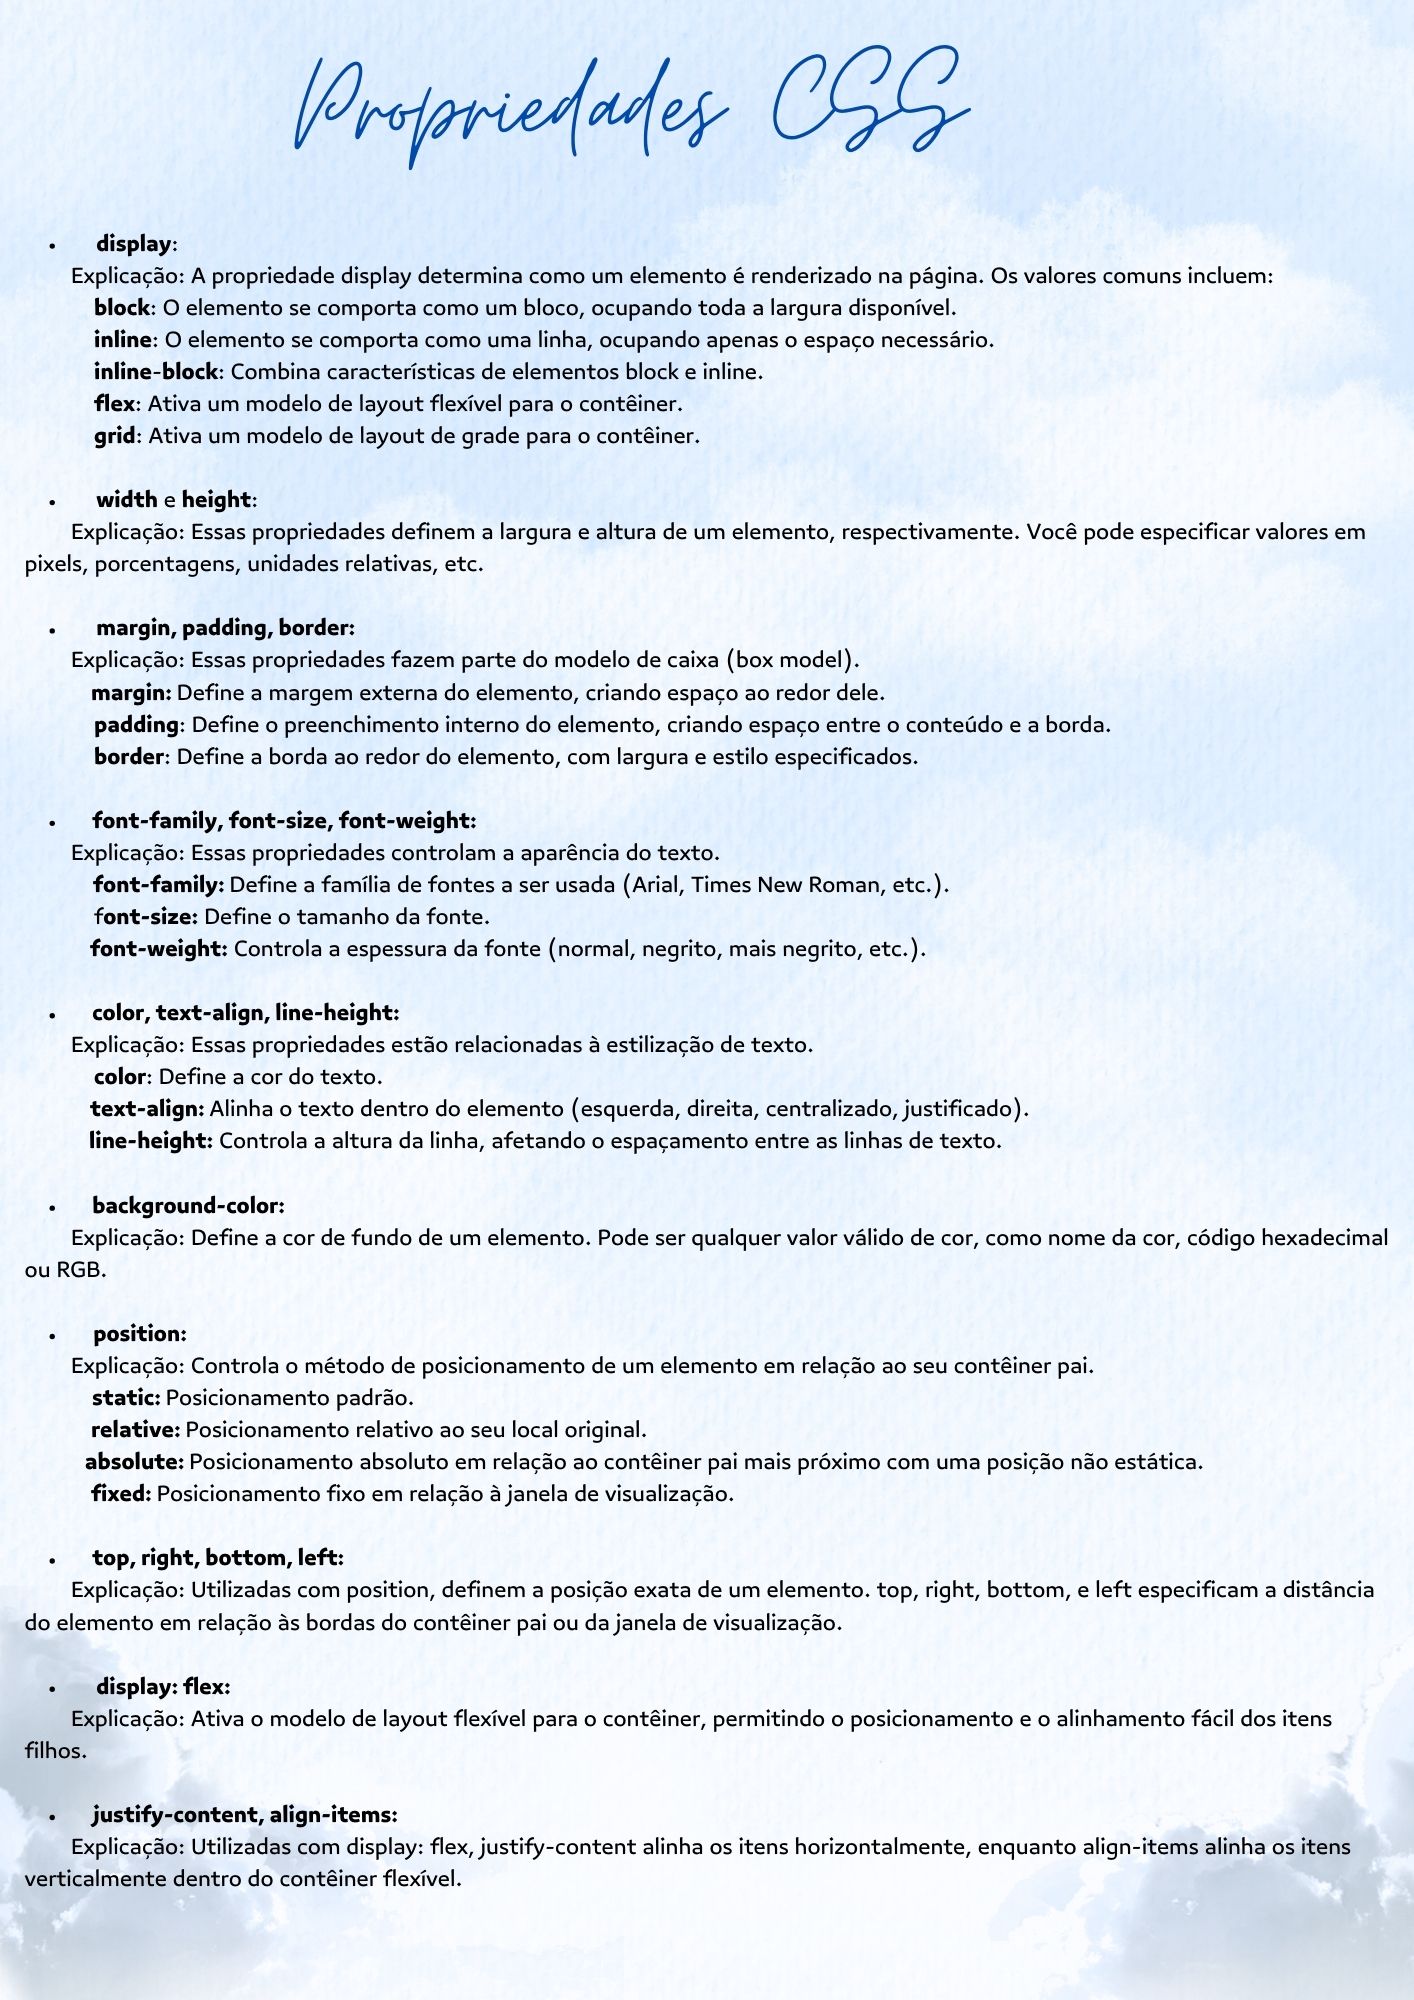 Propriedades CSS
• display:
Explicação: A propriedade display determina como um elemento é renderizado na página. Os valores comuns incluem:
block: O elemento se comporta como um bloco, ocupando toda a largura disponível.
inline: O elemento se comporta como uma linha, ocupando apenas o espaço necessário.
inline-block: Combina características de elementos block e inline.
flex: Ativa um modelo de layout flexível para o contêiner.
grid: Ativa um modelo de layout de grade para o contêiner.
• width e height:
Explicação: Essas propriedades definem a largura e altura de um elemento, respectivamente. Você pode especificar valores em
pixels, porcentagens, unidades relativas, etc.
• margin, padding, border:
Explicação: Essas propriedades fazem parte do modelo de caixa (box model).
margin: Define a margem externa do elemento, criando espaço ao redor dele.
padding: Define o preenchimento interno do elemento, criando espaço entre o conteúdo e a borda.
border: Define a borda ao redor do elemento, com largura e estilo especificados.
• font-family, font-size, font-weight:
Explicação: Essas propriedades controlam a aparência do texto.
font-family: Define a família de fontes a ser usada (Arial, Times New Roman, etc.).
font-size: Define o tamanho da fonte.
font-weight: Controla a espessura da fonte (normal, negrito, mais negrito, etc.).
• color, text-align, line-height:
Explicação: Essas propriedades estão relacionadas à estilização de texto.
color: Define a cor do texto.
text-align: Alinha o texto dentro do elemento (esquerda, direita, centralizado, justificado).
line-height: Controla a altura da linha, afetando o espaçamento entre as linhas de texto.
• background-color:
Explicação: Define a cor de fundo de um elemento. Pode ser qualquer valor válido de cor, como nome da cor, código hexadecimal
ou RGB.
• position:
Explicação: Controla o método de posicionamento de um elemento em relação ao seu contêiner pai.
static: Posicionamento padrão.
relative: Posicionamento relativo ao seu local original.
absolute: Posicionamento absoluto em relação ao contêiner pai mais próximo com uma posição não estática.
fixed: Posicionamento fixo em relação à janela de visualização.
• top, right, bottom, left:
Explicação: Utilizadas com position, definem a posição exata de um elemento. top, right, bottom, e left especificam a distância
do elemento em relação às bordas do contêiner pai ou da janela de visualização.
• display: flex:
Explicação: Ativa o modelo de layout flexível para o contêiner, permitindo o posicionamento e o alinhamento fácil dos itens
filhos.
• justify-content, align-items:
Explicação: Utilizadas com display: flex, justify-content alinha os itens horizontalmente, enquanto align-items alinha os itens
verticalmente dentro do contêiner flexível.